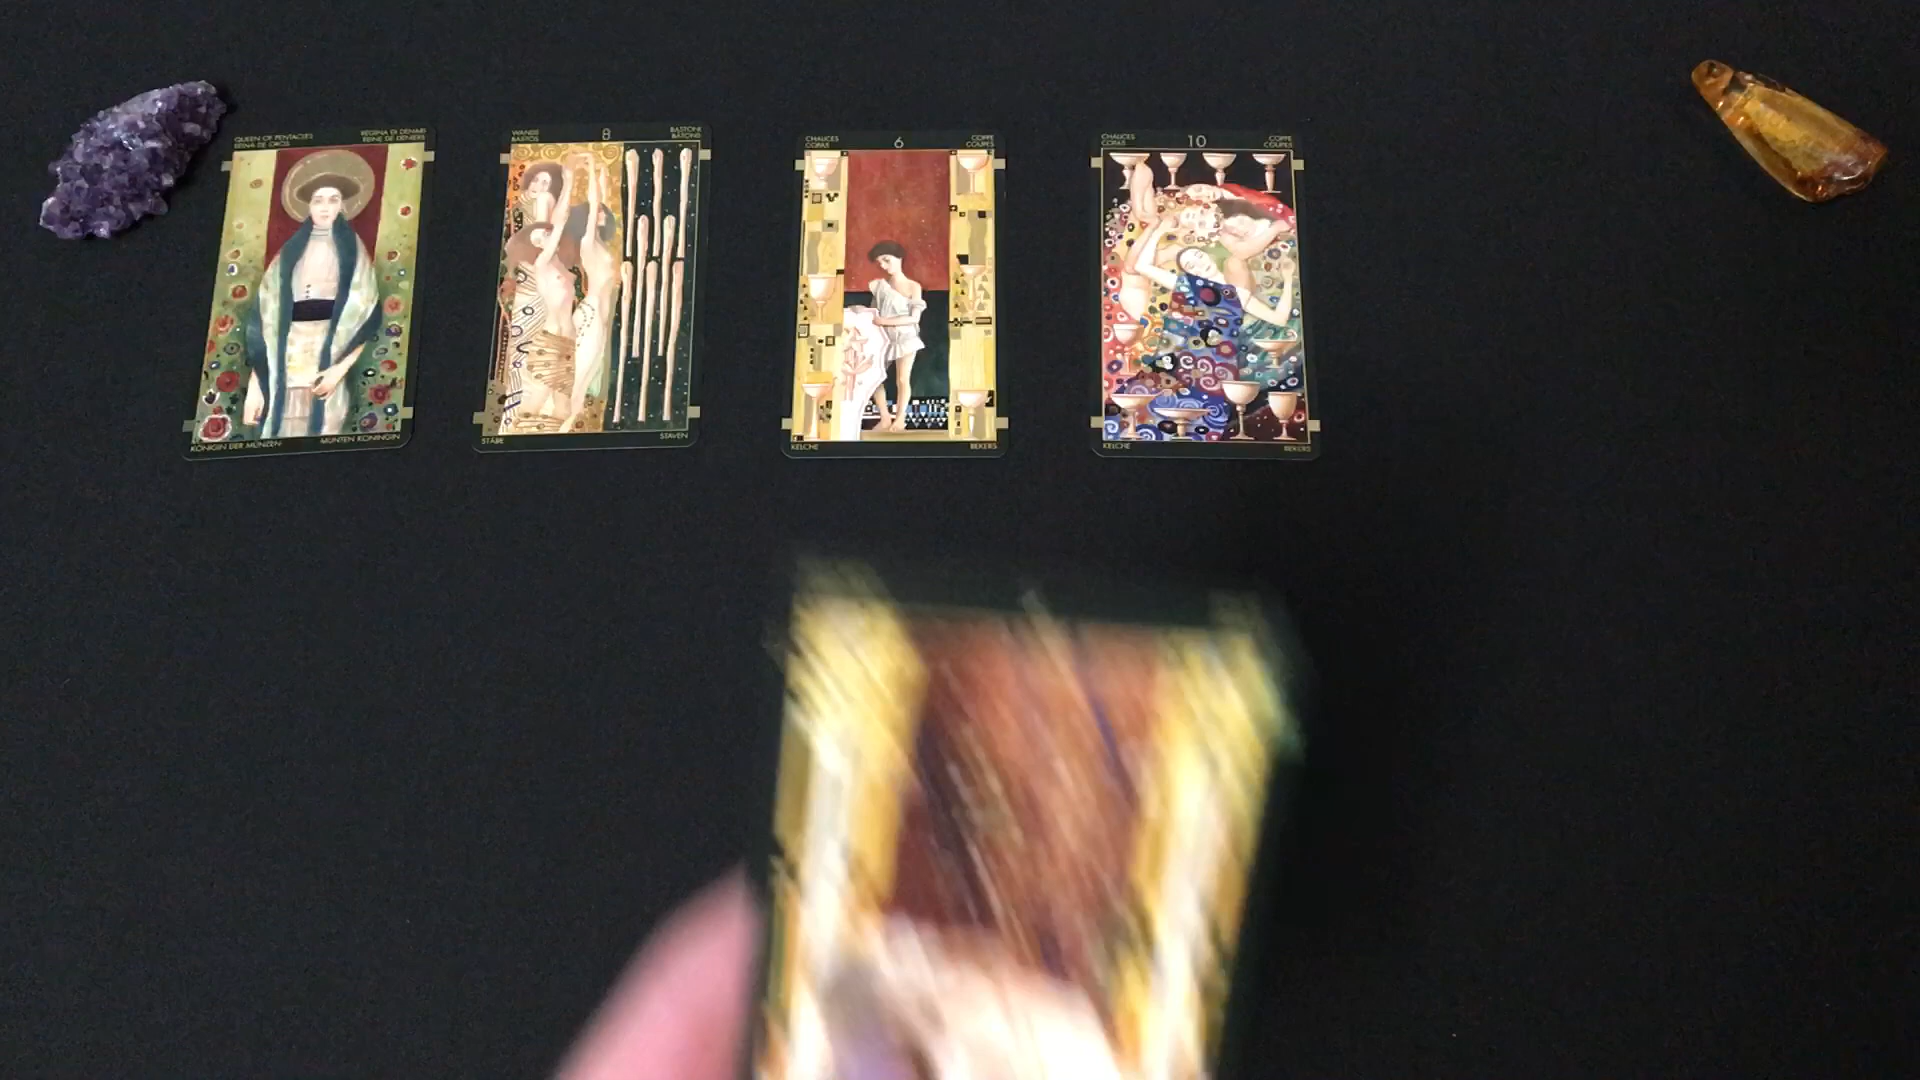 QUEEN OF PENTACLES
REINA DE OROS
REGINA DI DENARI
REINE DE DENIERS
KÖNIGIN DER MÜNZEN
MUNTEN KONINGIN
WANDS
BASTOS
8
BASTONI
BATONS
STÄBE
STAVEN
CHALICES
COPAS
6
COPPE
COUPES
KELCHE
BEKERS
CHALICES
COPAS
10
COPPE
COUPES
KELCHE
BEKERS